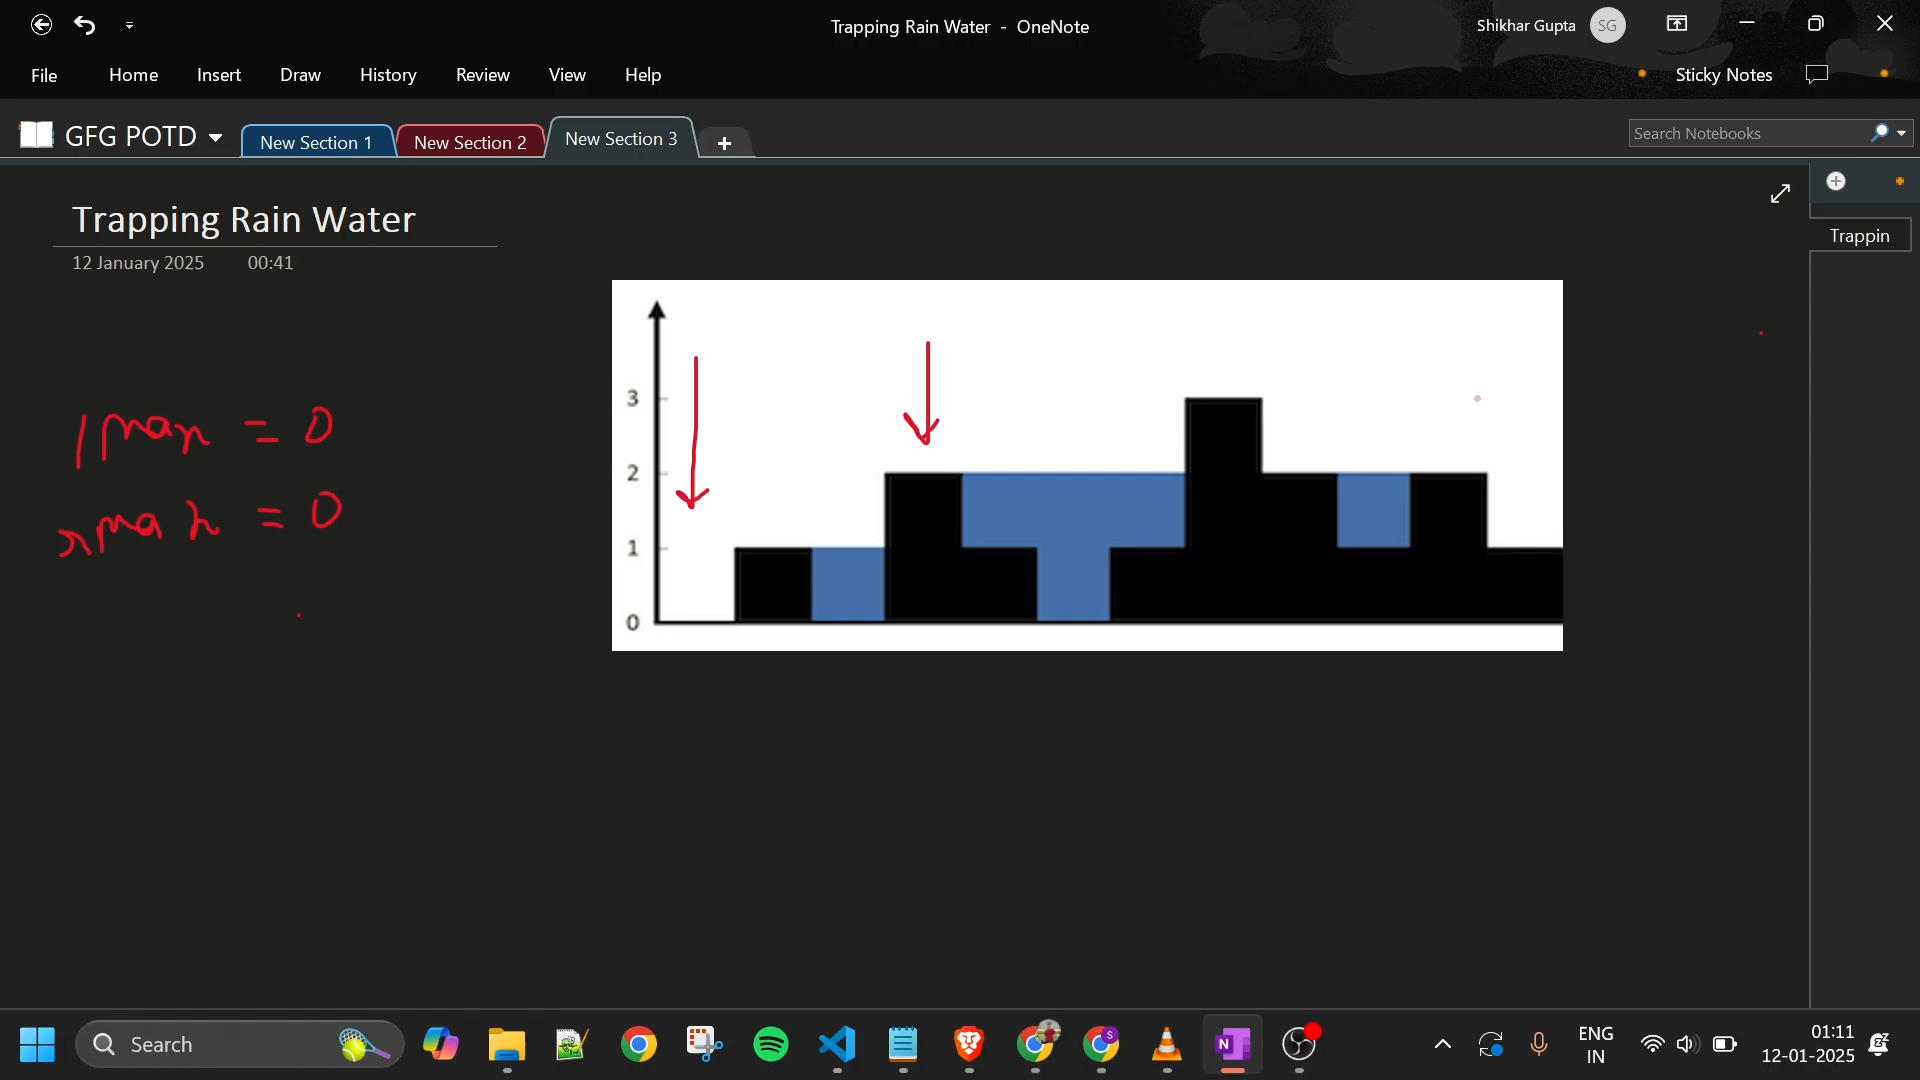 Trapping Rain Water - OneNote
Shikhar Gupta SG
File Home Insert Draw History Review View Help
Sticky Notes
GFG POTD
New Section 1 New Section 2 New Section 3 +
Search Notebooks
Trapping Rain Water
12 January 2025 00:41
Trappin
lmax = 0
rmax = 0
3
2
1
0
Search
ENG
IN
01:11
12-01-2025